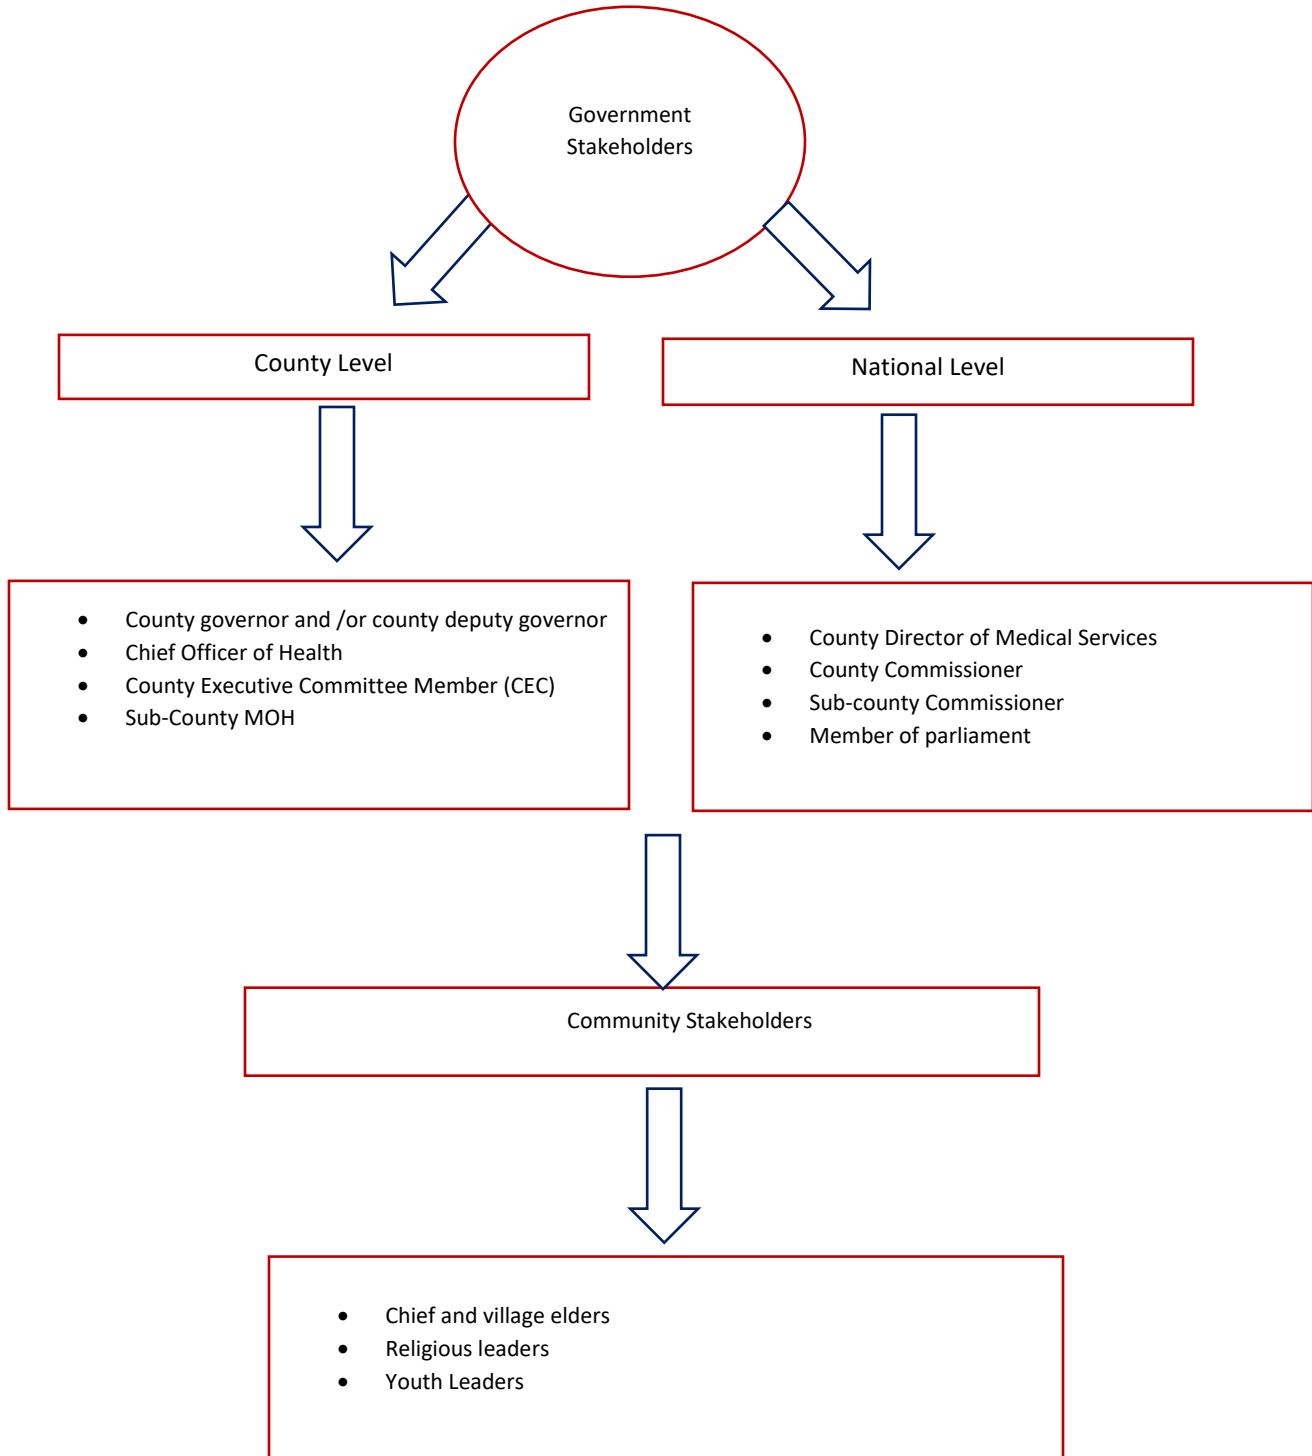 Government
Stakeholders
County Level
National Level
• County governor and /or county deputy governor
• Chief Officer of Health
• County Executive Committee Member (CEC)
• Sub-County MOH
• County Director of Medical Services
• County Commissioner
• Sub-county Commissioner
• Member of parliament
Community Stakeholders
• Chief and village elders
• Religious leaders
• Youth Leaders